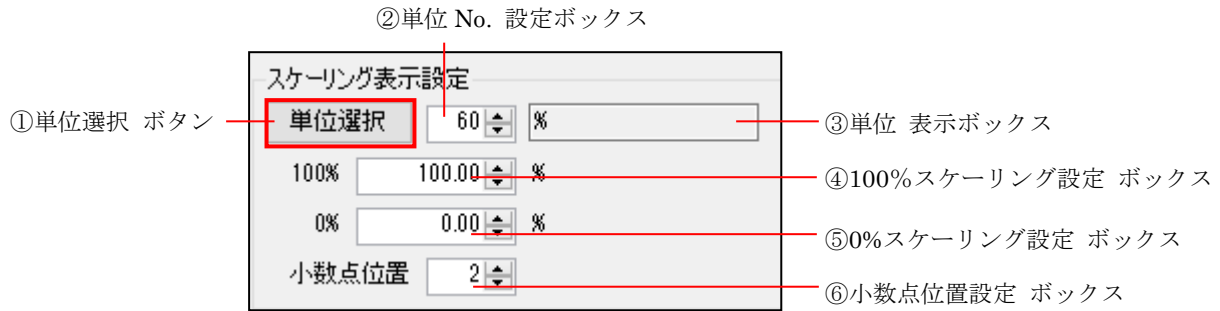 ②単位 No. 設定ボックス
スケーリング表示設定
①単位選択 ボタン
単位選択 60 %
③単位 表示ボックス
100% 100.00 %
④100%スケーリング設定 ボックス
0% 0.00 %
⑤0%スケーリング設定 ボックス
小数点位置 2
⑥小数点位置設定 ボックス